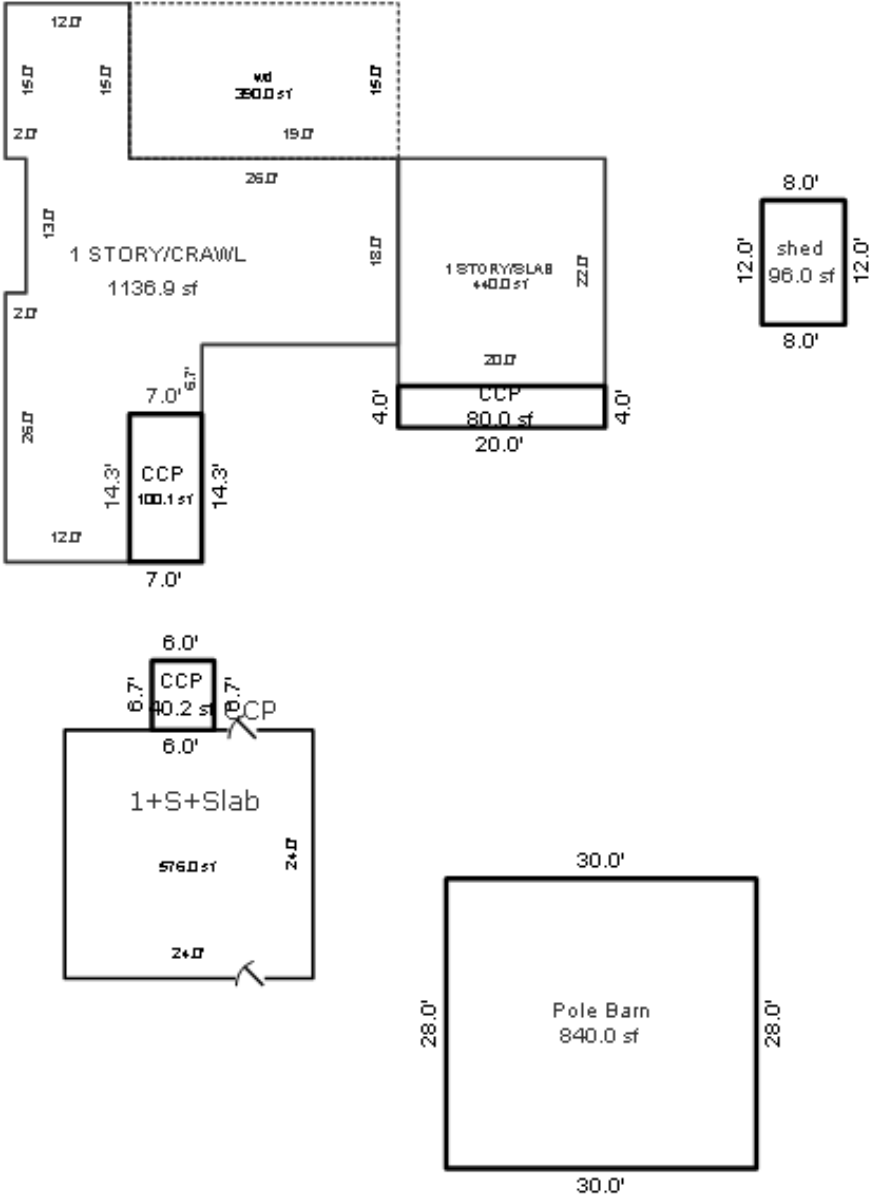 12.0'
15.0'
15.0'
wd
390.0 sf
15.0'
2.0'
19.0'
26.0'
13.0'
1 STORY/CRAWL
1136.9 sf
18.0'
1 STORY/SLAB
440.0 sf
22.0'
8.0'
12.0'
shed
96.0 sf
12.0'
8.0'
2.0'
20.0'
6.7'
7.0'
4.0'
CCP
80.0 sf
4.0'
20.0'
26.0'
14.3'
CCP
100.1 sf
14.3'
12.0'
7.0'
6.0'
6.7'
CCP
40.2 sf
6.7'
CCP
6.0'
1+S+Slab
24.0'
576.0 sf
24.0'
30.0'
28.0'
Pole Barn
840.0 sf
28.0'
30.0'